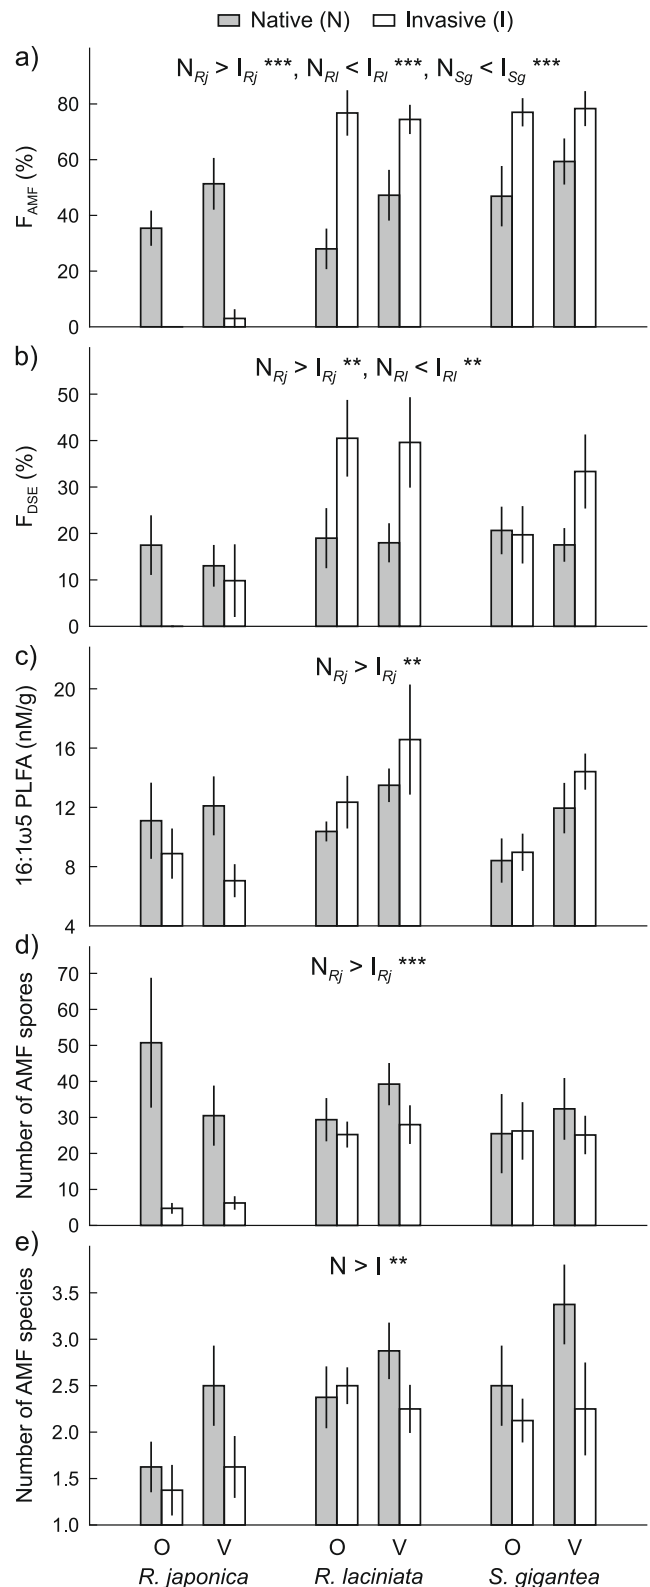 Native (N) Invasive (I)
a)
N_Rj > I_Rj ***, N_Rl < I_Rl ***, N_Sg < I_Sg ***
F_AMF (%)
80
60
40
20
0
b)
N_Rj > I_Rj **, N_Rl < I_Rl **
F_DSE (%)
50
40
30
20
10
0
c)
N_Rj > I_Rj **
16:1ω5 PLFA (nM/g)
20
16
12
8
4
d)
N_Rj > I_Rj ***
Number of AMF spores
70
60
50
40
30
20
10
0
e)
N > I **
Number of AMF species
3.5
3.0
2.5
2.0
1.5
1.0
O V O V O V
R. japonica R. laciniata S. gigantea